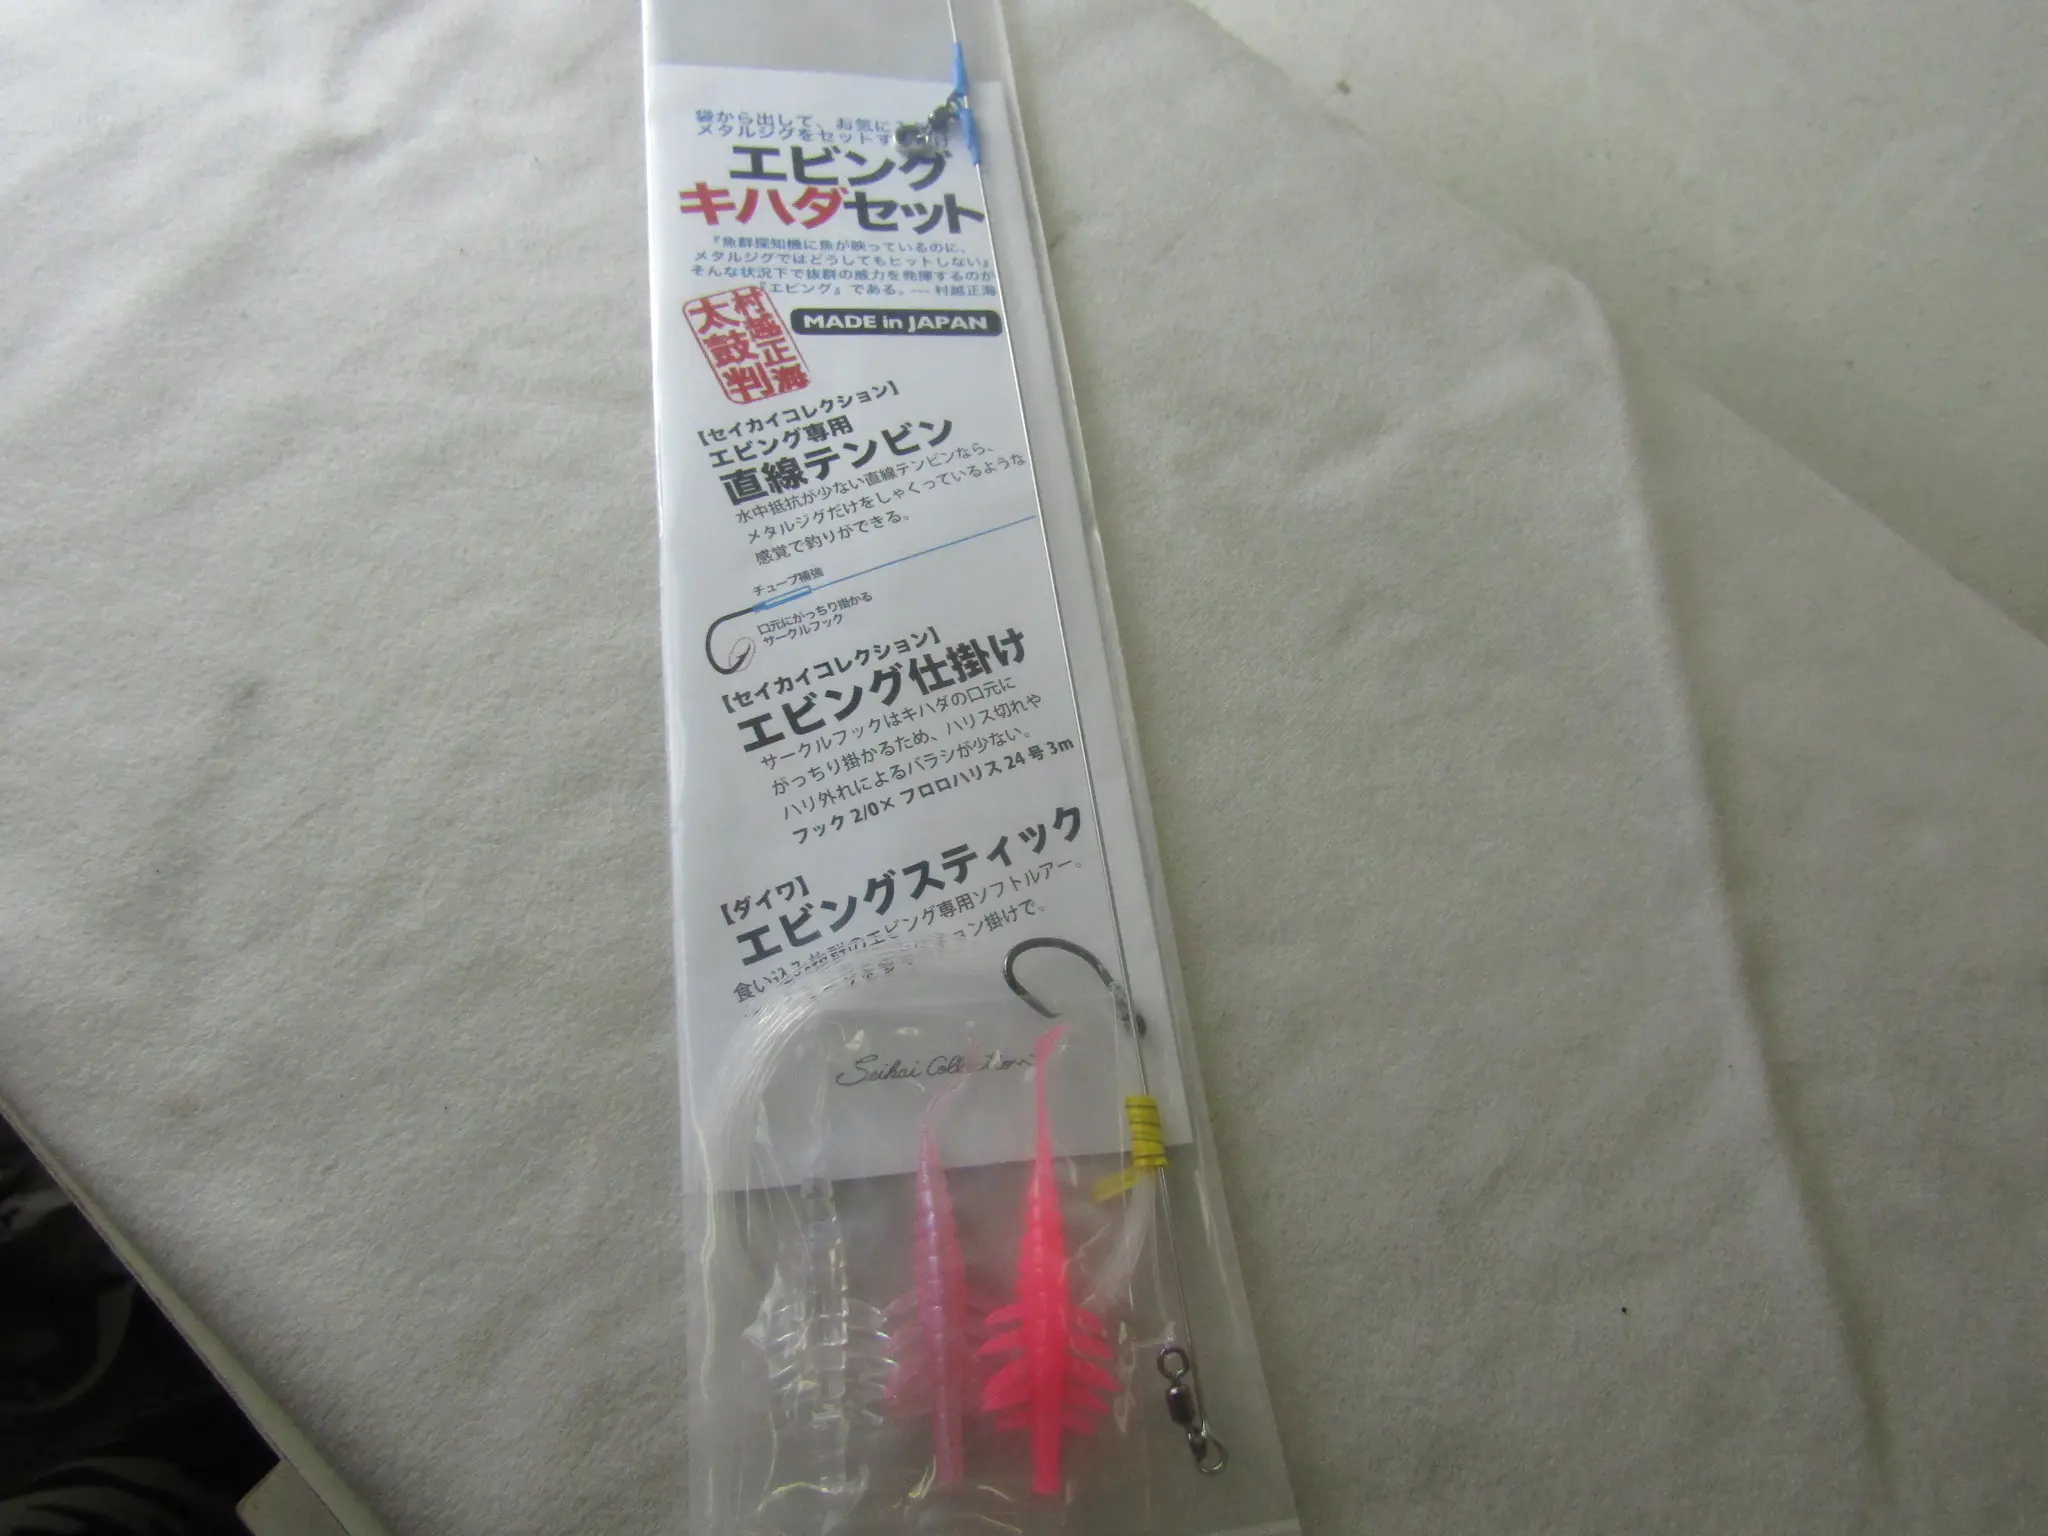 袋から出して、お気に
メタルジグをセットす
エビング
キハダセット
『魚群探知機に魚が映っているのに、
メタルジグではどうしてもヒットしない』
そんな状況下で抜群の威力を発揮するのが
『エビング』である。--- 村越正海
村越正海
太鼓判
MADE in JAPAN
【セイカイコレクション】
エビング専用
直線テンビン
水中抵抗が少ない直線テンビンなら、
メタルジグだけをしゃくっているような
感覚で釣りができる。
チューブ補強
口元にがっちり掛かる
サークルフック
【セイカイコレクション】
エビング仕掛け
サークルフックはキハダの口元に
がっちり掛かるため、ハリス切れや
ハリ外れによるバラシが少ない。
フック 2/0× フロロハリス 24 号 3m
【ダイワ】
エビングスティック
食い込み抜群のエビング専用ソフトルアー。
ン掛けで。
Seikai Collection